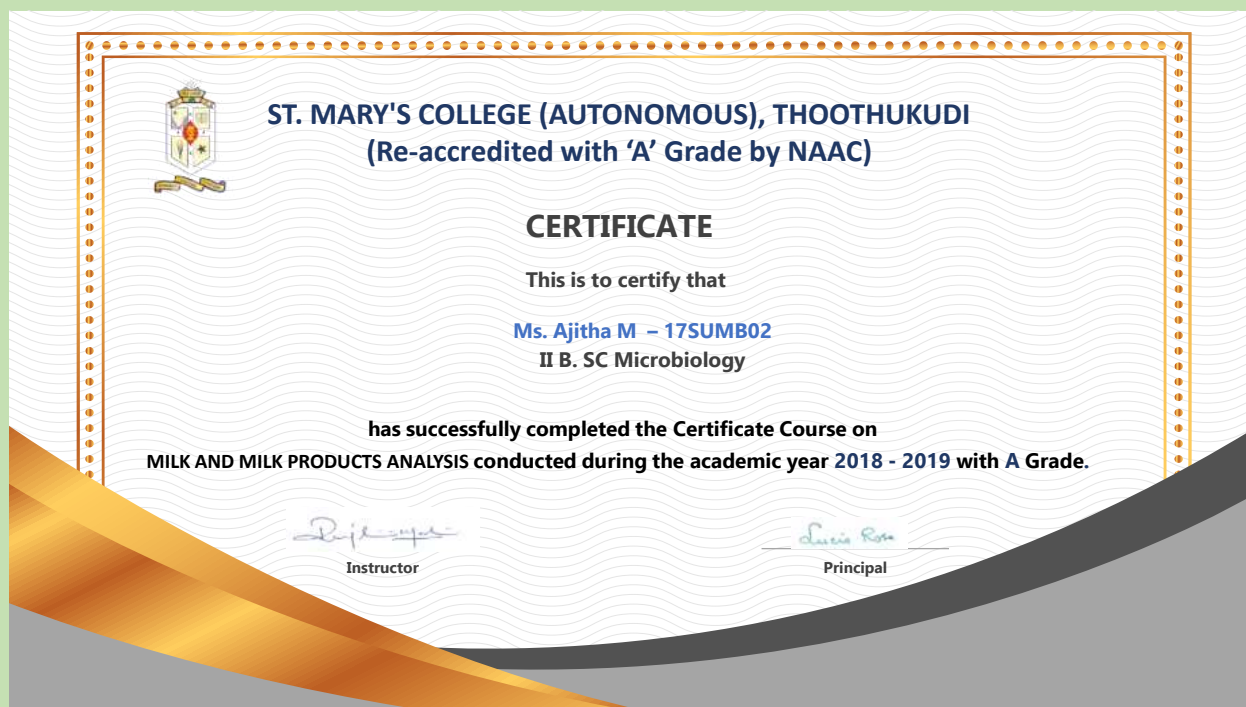 ST. MARY'S COLLEGE (AUTONOMOUS), THOOTHUKUDI
(Re-accredited with ‘A’ Grade by NAAC)
CERTIFICATE
This is to certify that
Ms. Ajitha M – 17SUMB02
II B. SC Microbiology
has successfully completed the Certificate Course on
MILK AND MILK PRODUCTS ANALYSIS conducted during the academic year 2018 - 2019 with A Grade.
Lucia Rose
Instructor
Principal